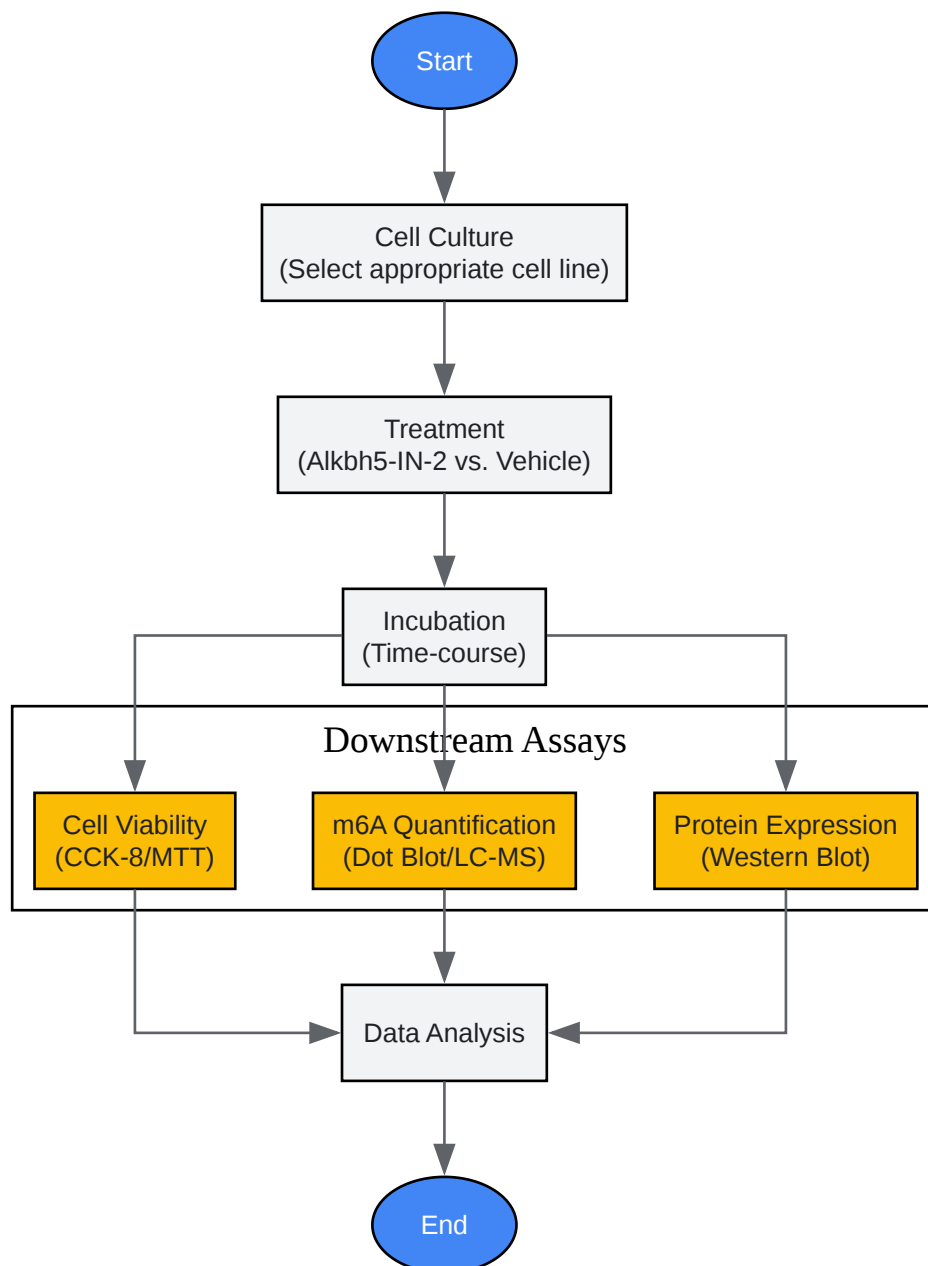 Start
Cell Culture
(Select appropriate cell line)
Treatment
(Alkbh5-IN-2 vs. Vehicle)
Incubation
(Time-course)
Downstream Assays
Cell Viability
(CCK-8/MTT)
m6A Quantification
(Dot Blot/LC-MS)
Protein Expression
(Western Blot)
Data Analysis
End